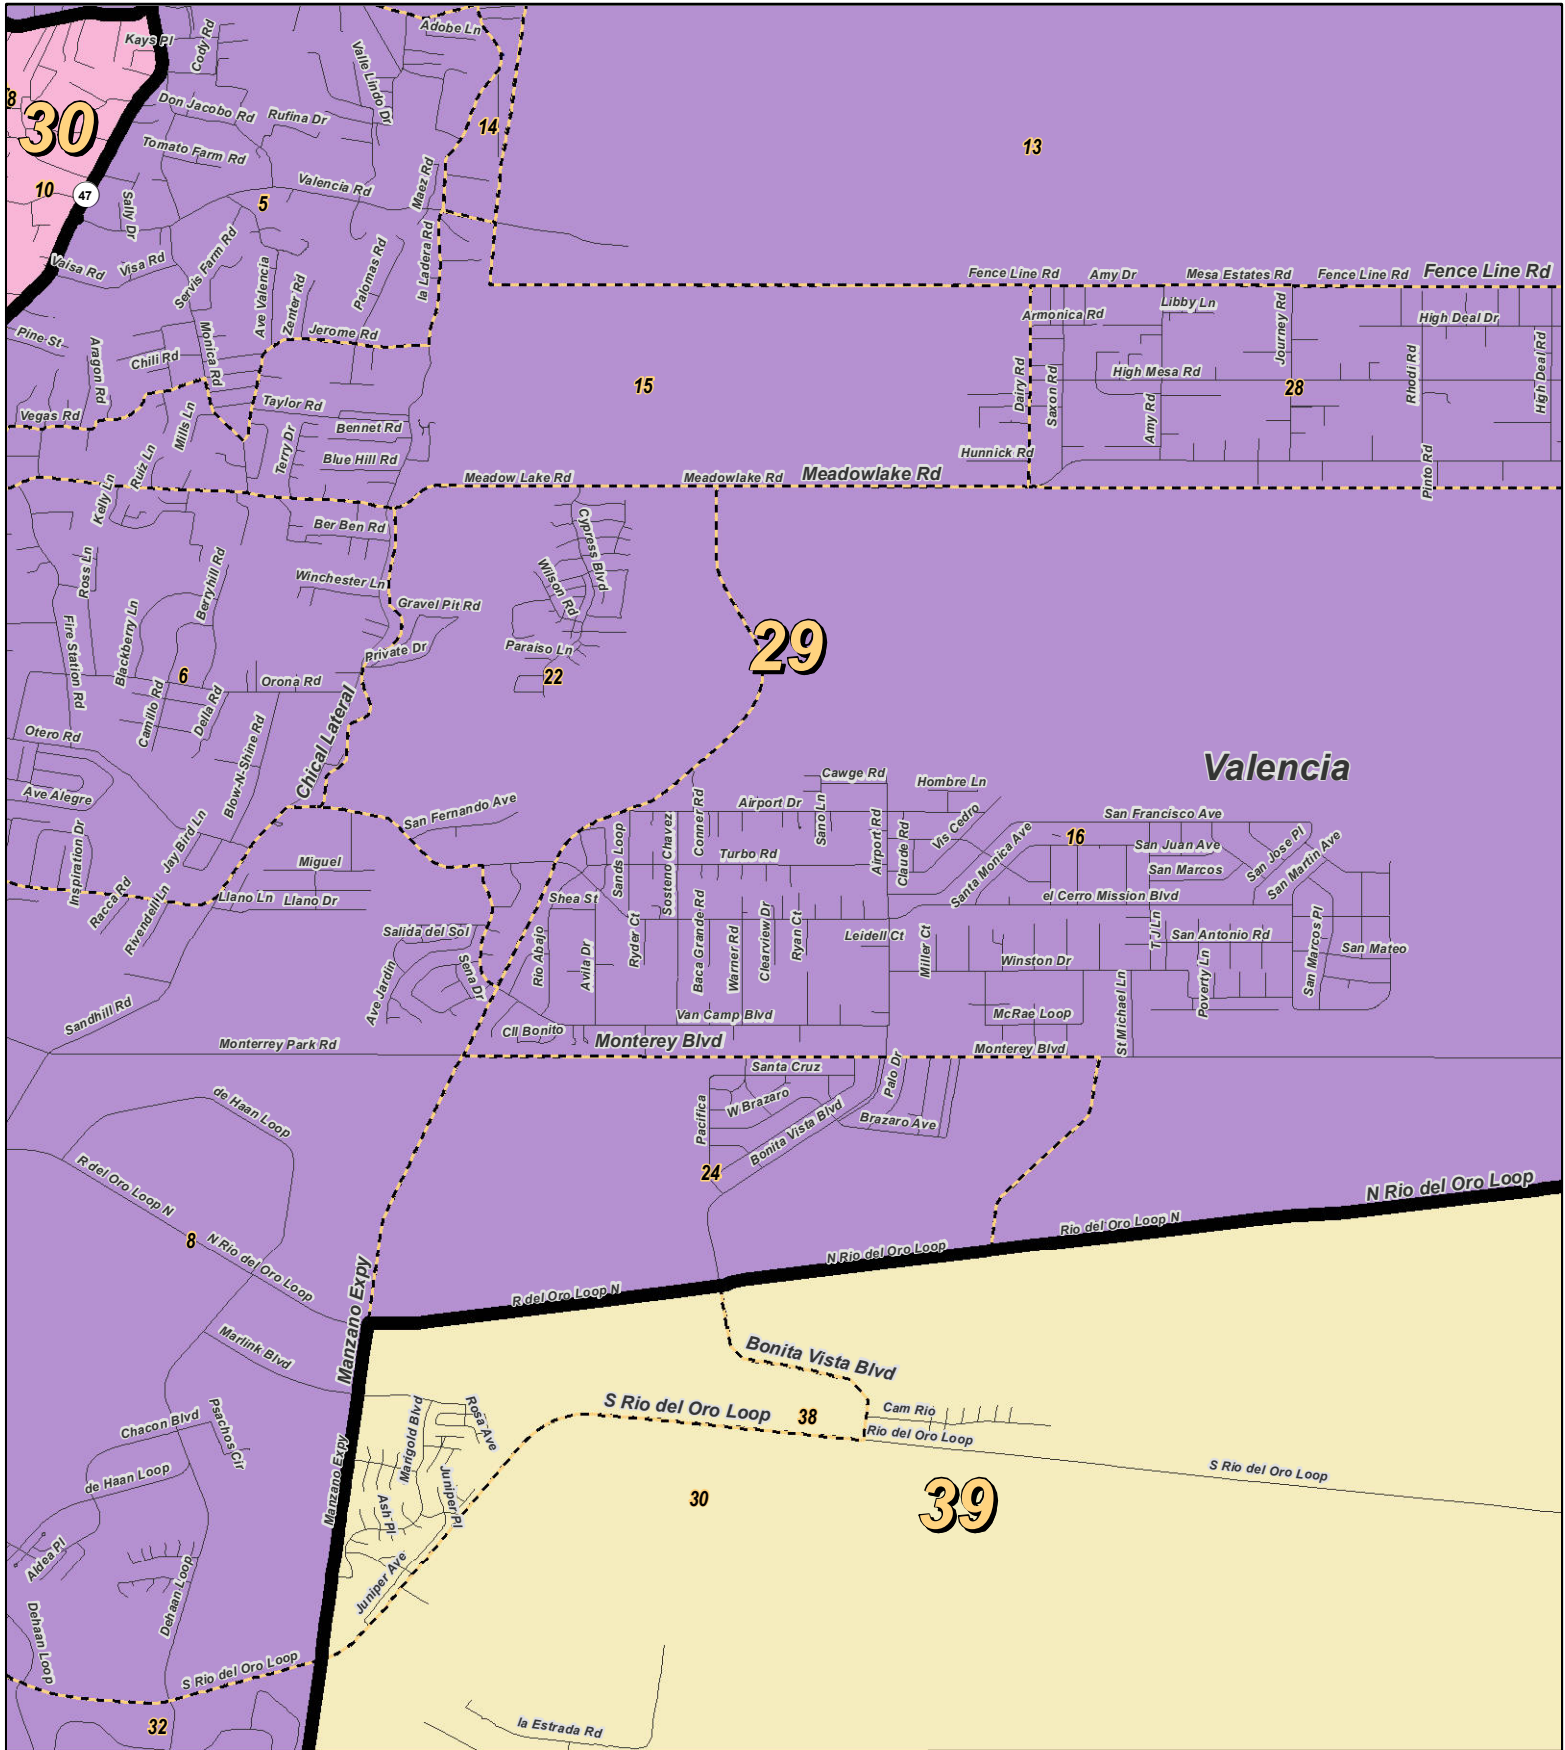 Adobe Ln
Kays Pl
Cody Rd
Valle Lindo Dr
30
Don Jacobo Rd
Rufina Dr
14
13
Tomato Farm Rd
10
47
Sally Dr
Valencia Rd
Maez Rd
5
Vaisa Rd
Visa Rd
Servis Farm Rd
Ave Valencia
Zenter Rd
Palomas Rd
la Ladera Rd
Fence Line Rd
Amy Dr
Mesa Estates Rd
Fence Line Rd
Fence Line Rd
Libby Ln
Armonica Rd
Journey Rd
High Deal Dr
Pine St
Aragon Rd
Chili Rd
Monica Rd
Jerome Rd
15
Dairy Rd
Saxon Rd
High Mesa Rd
28
Rhodi Rd
High Deal Rd
Vegas Rd
Mills Ln
Taylor Rd
Bennet Rd
Terry Dr
Blue Hill Rd
Amy Rd
Hunnick Rd
Ruiz Ln
Kelly Ln
Meadow Lake Rd
Meadowlake Rd
Meadowlake Rd
Pinto Rd
Ber Ben Rd
Cypress Blvd
Ross Ln
Berryhill Rd
Winchester Ln
Wilson Rd
Gravel Pit Rd
Blackberry Ln
Fire Station Rd
Private Dr
Paraiso Ln
29
6
22
Orona Rd
Camillo Rd
Della Rd
Chical Lateral
Otero Rd
Blow-N-Shine Rd
Valencia
Ave Alegre
San Fernando Ave
Cawge Rd
Hombre Ln
Airport Dr
Conner Rd
Sano Ln
Vis Cedro
San Francisco Ave
Inspiration Dr
Jay Bird Ln
Sands Loop
Sosteno Chavez
Airport Rd
Claude Rd
Santa Monica Ave
16
San Juan Ave
San Jose Pl
San Martin Ave
Miguel
Turbo Rd
San Marcos
Racca Rd
Rivendell Ln
Llano Ln
Llano Dr
Shea St
el Cerro Mission Blvd
Salida del Sol
Rio Abajo
Avila Dr
Ryder Ct
Baca Grande Rd
Warner Rd
Clearview Dr
Ryan Ct
Leidell Ct
Miller Ct
T J Ln
San Antonio Rd
San Marcos Pl
San Mateo
Ave Jardin
Sena Dr
Winston Dr
Poverty Ln
Sandhill Rd
Van Camp Blvd
McRae Loop
St Michael Ln
Cll Bonito
Monterrey Park Rd
Monterey Blvd
Monterey Blvd
Santa Cruz
Palo Dr
de Haan Loop
Pacifica
W Brazaro
Bonita Vista Blvd
Brazaro Ave
24
R del Oro Loop N
N Rio del Oro Loop
8
N Rio del Oro Loop
N Rio del Oro Loop
Rio del Oro Loop N
R del Oro Loop N
Manzano Expy
Marlink Blvd
Bonita Vista Blvd
S Rio del Oro Loop
38
Cam Rio
Rio del Oro Loop
Chacon Blvd
Psachos Cir
Marigold Blvd
Rosa Ave
S Rio del Oro Loop
de Haan Loop
Manzano Expy
Juniper Pl
Ash Pl
30
39
Aldea Pl
Juniper Ave
Dehaan Loop
Dehaan Loop
S Rio del Oro Loop
32
la Estrada Rd